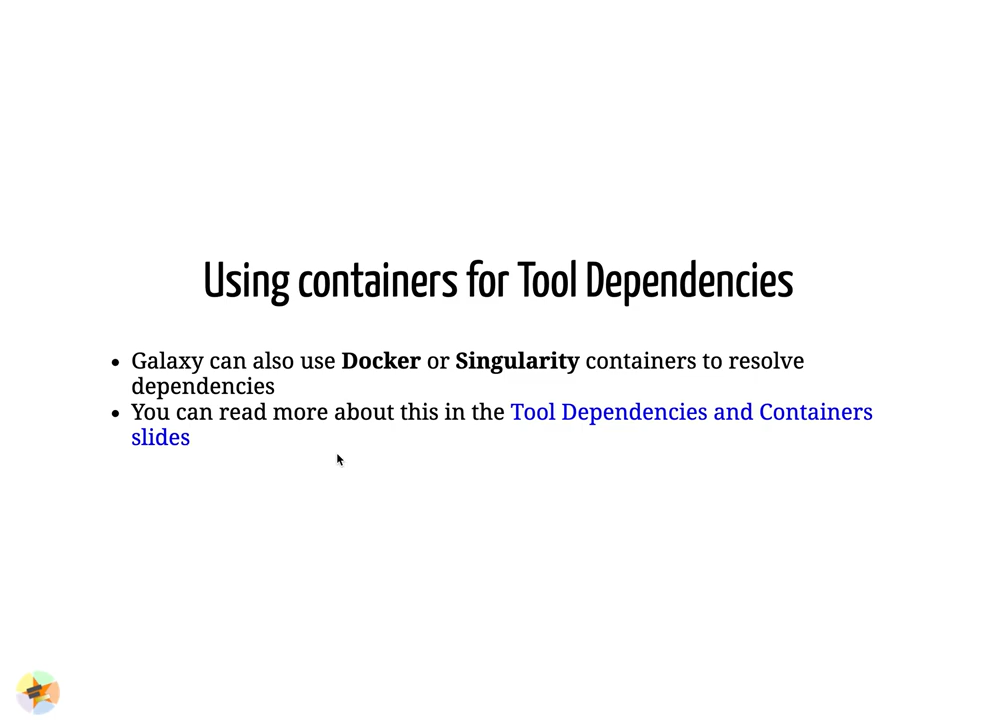 Using containers for Tool Dependencies
Galaxy can also use Docker or Singularity containers to resolve
dependencies
You can read more about this in the Tool Dependencies and Containers
slides